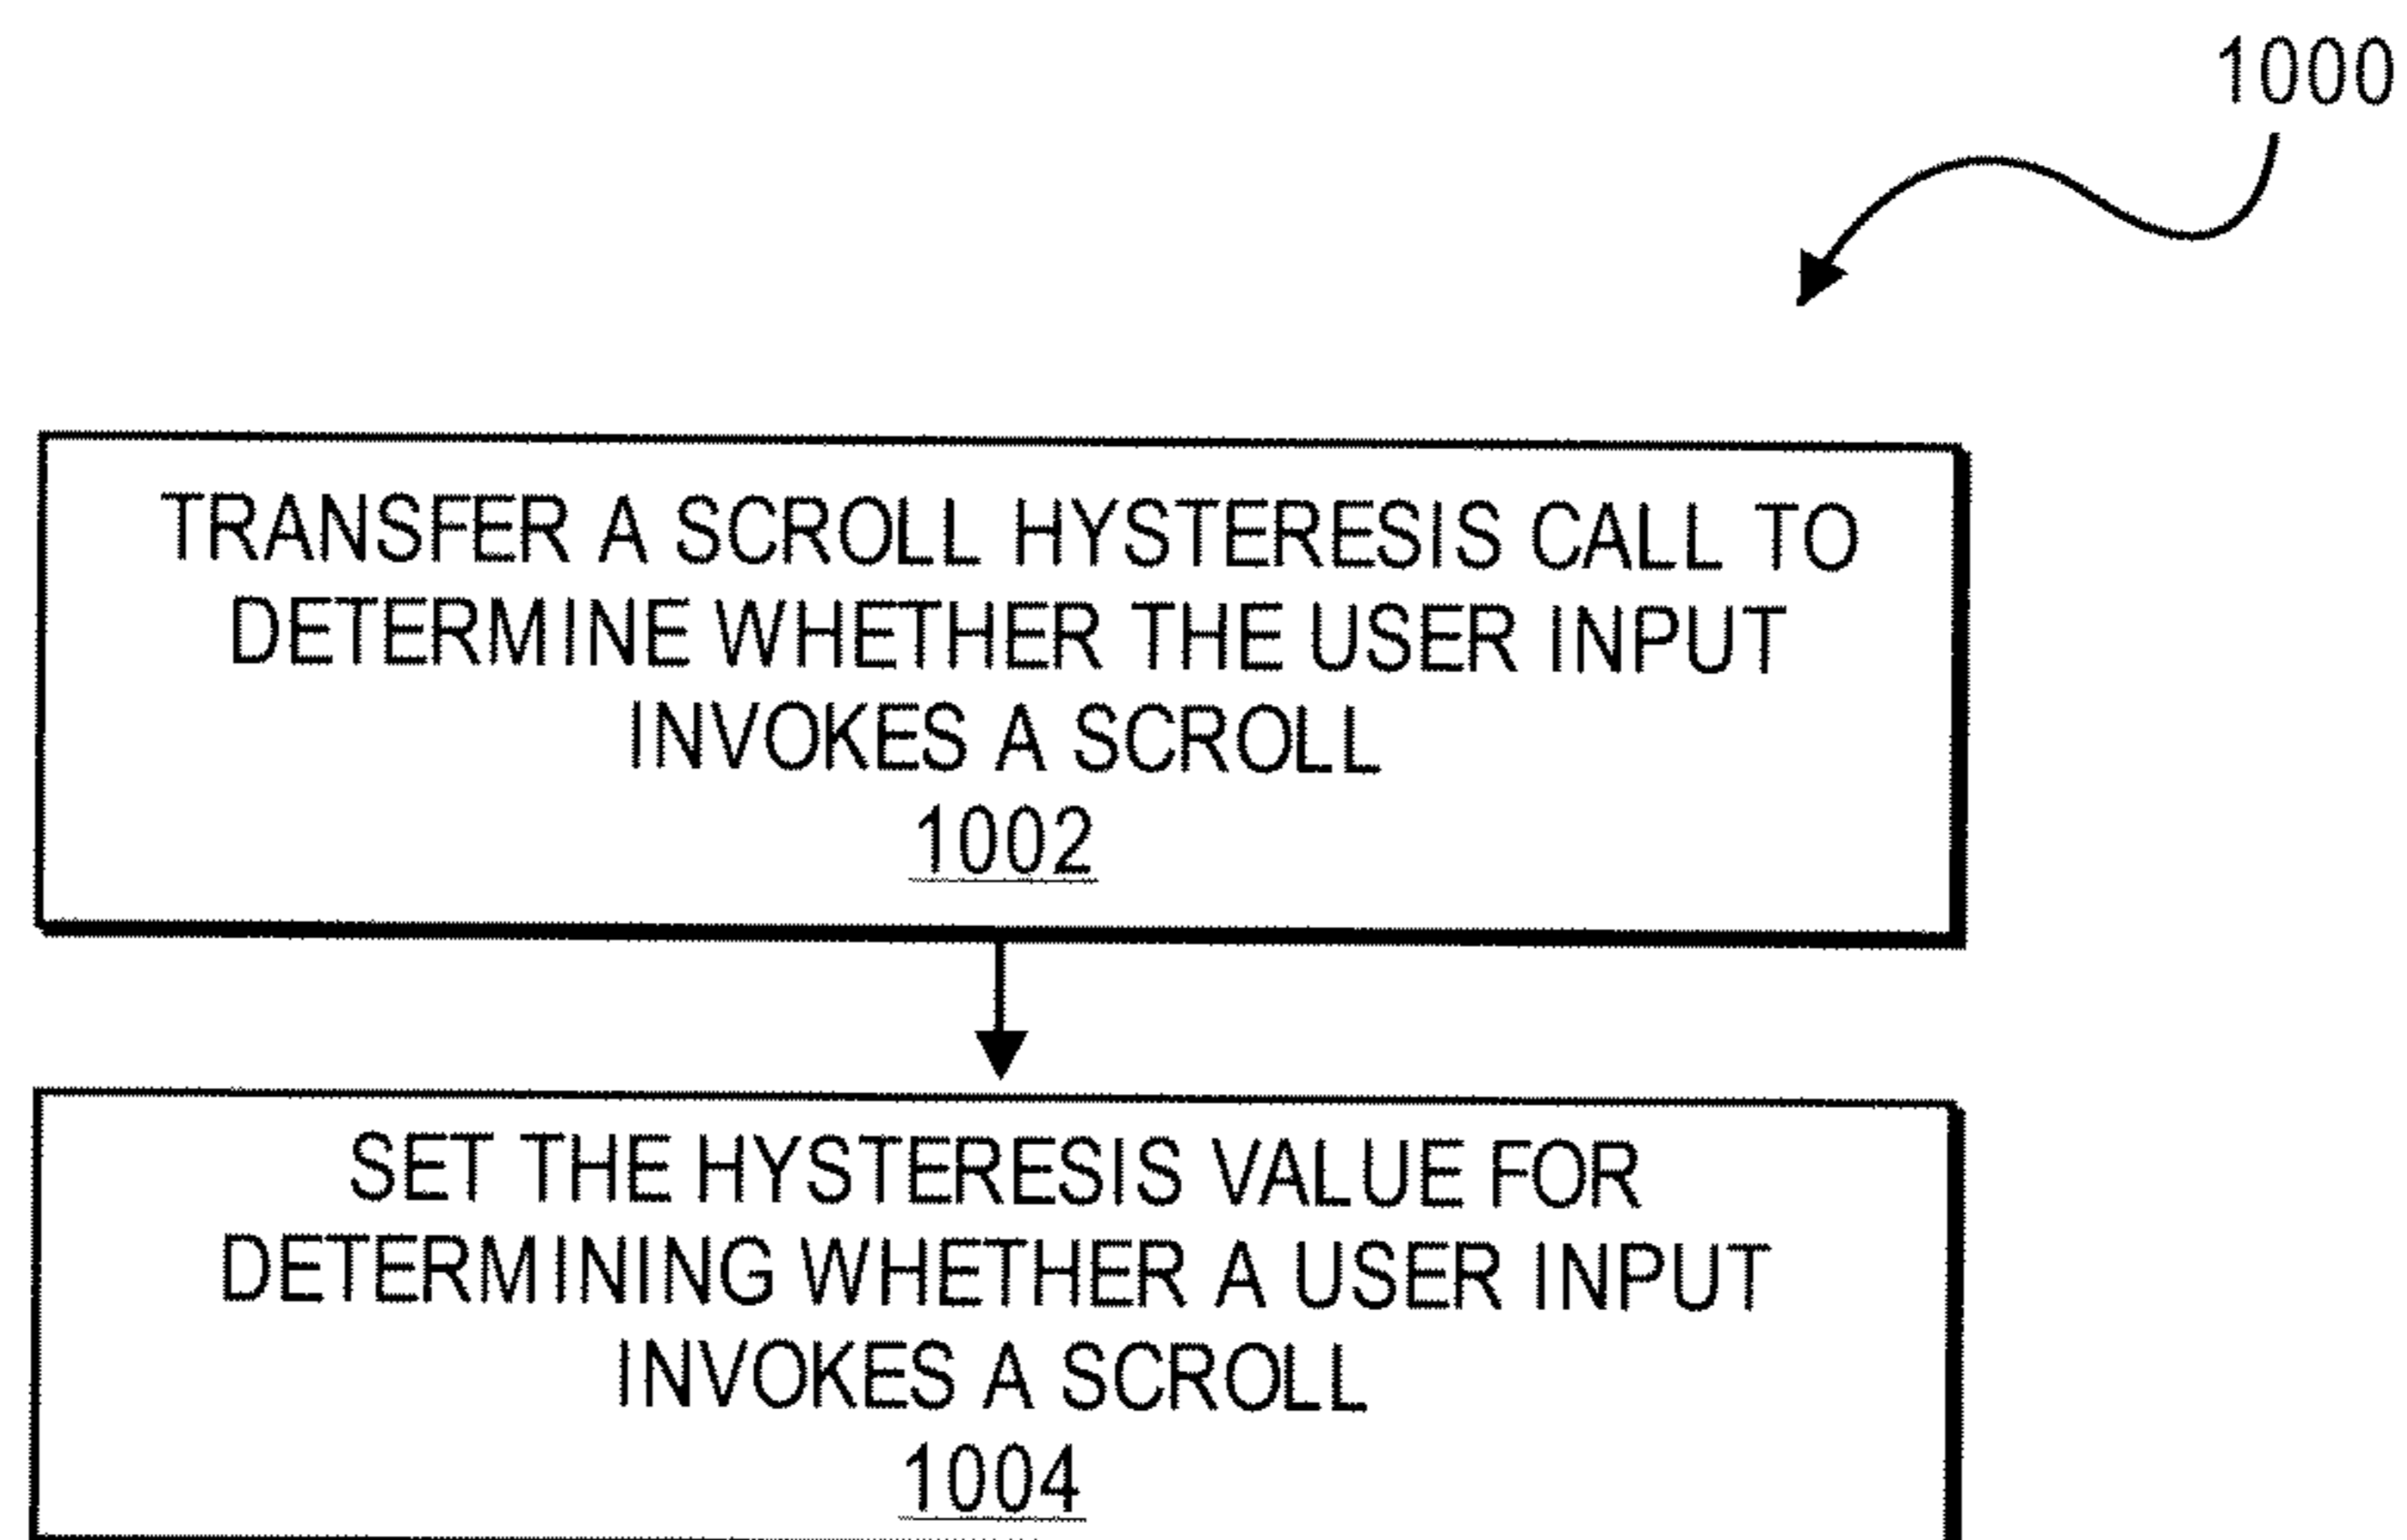 1000
TRANSFER A SCROLL HYSTERESIS CALL TO
DETERMINE WHETHER THE USER INPUT
INVOKES A SCROLL
1002
SET THE HYSTERESIS VALUE FOR
DETERMINING WHETHER A USER INPUT
INVOKES A SCROLL
1004